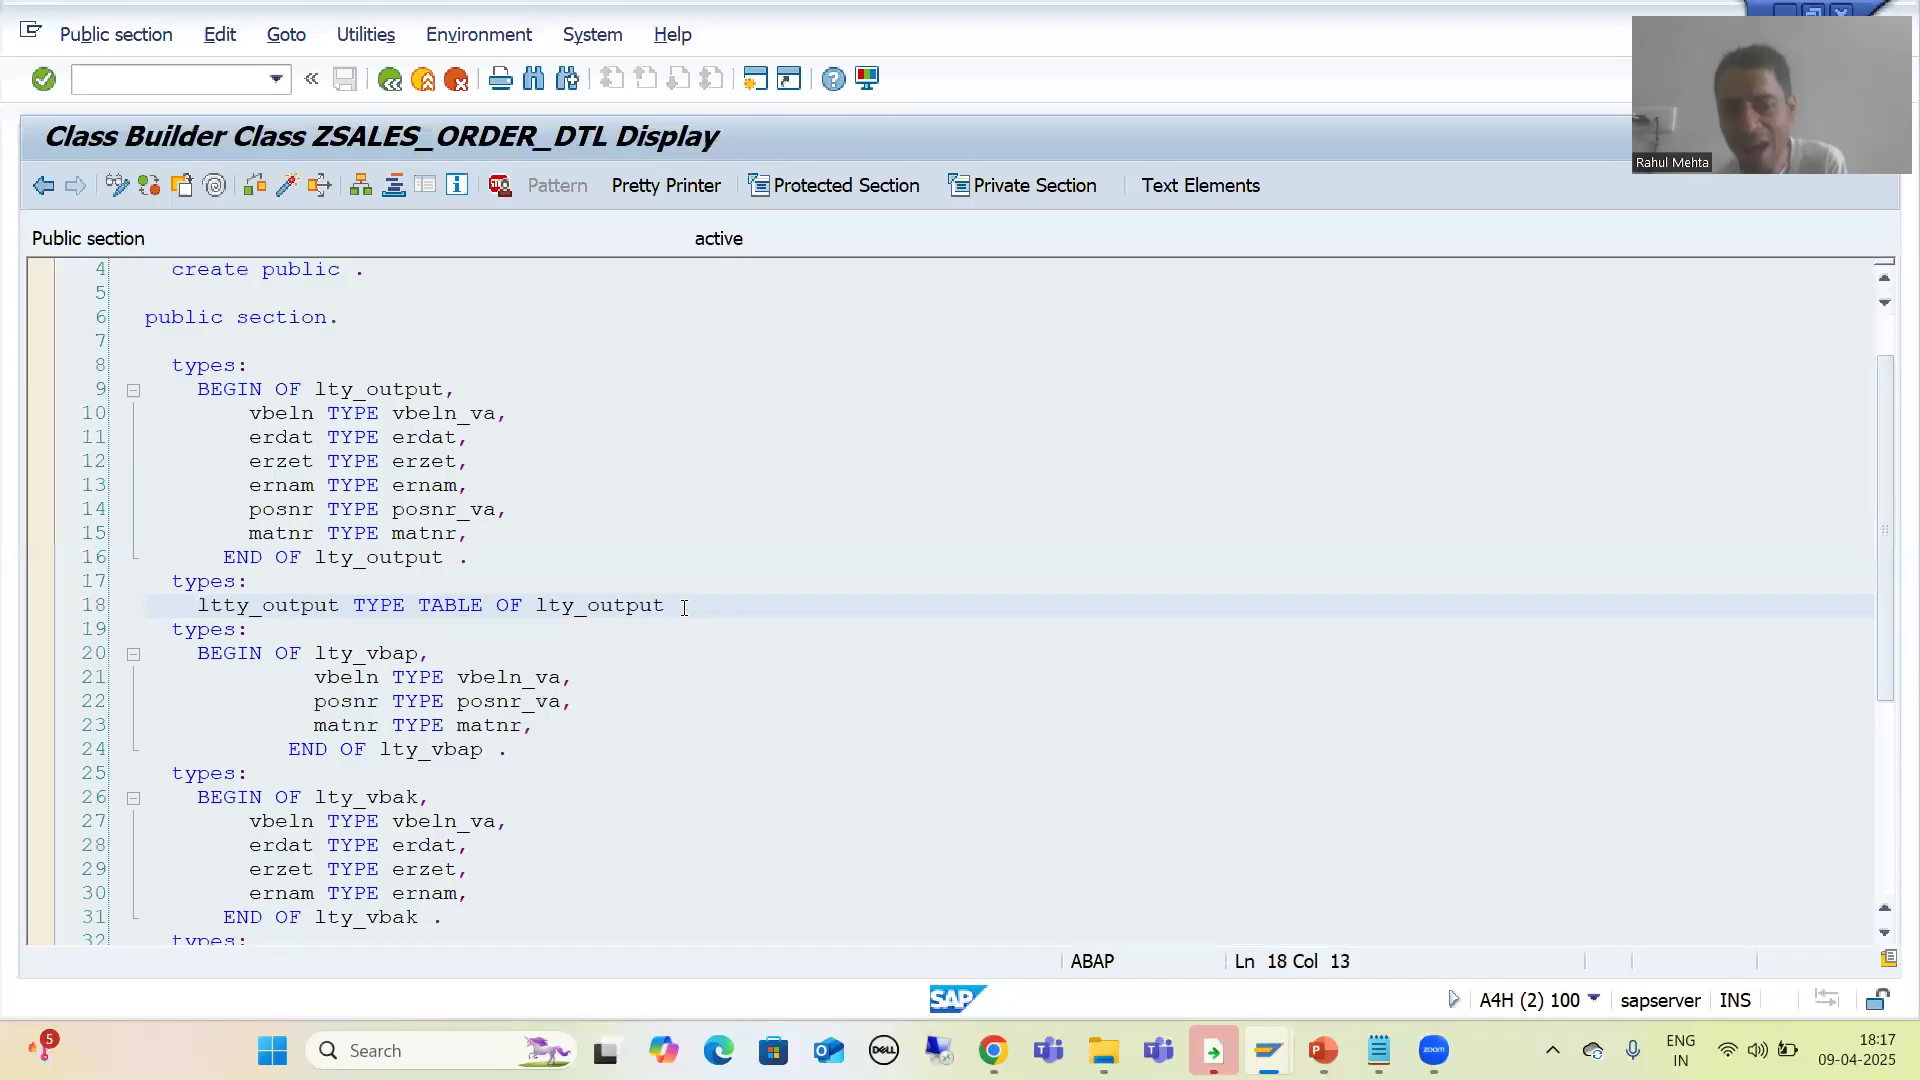 Public section Edit Goto Utilities Environment System Help
Class Builder Class ZSALES_ORDER_DTL Display
Rahul Mehta
Pattern Pretty Printer Protected Section Private Section Text Elements
Public section active
4 create public .
5
6 public section.
7
8 types:
9 BEGIN OF lty_output,
10 vbeln TYPE vbeln_va,
11 erdat TYPE erdat,
12 erzet TYPE erzet,
13 ernam TYPE ernam,
14 posnr TYPE posnr_va,
15 matnr TYPE matnr,
16 END OF lty_output .
17 types:
18 ltty_output TYPE TABLE OF lty_output
19 types:
20 BEGIN OF lty_vbap,
21 vbeln TYPE vbeln_va,
22 posnr TYPE posnr_va,
23 matnr TYPE matnr,
24 END OF lty_vbap .
25 types:
26 BEGIN OF lty_vbak,
27 vbeln TYPE vbeln_va,
28 erdat TYPE erdat,
29 erzet TYPE erzet,
30 ernam TYPE ernam,
31 END OF lty_vbak .
32 types:
ABAP Ln 18 Col 13
SAP A4H (2) 100 sapserver INS
5 Search DELL zoom ENG
IN
18:17
09-04-2025